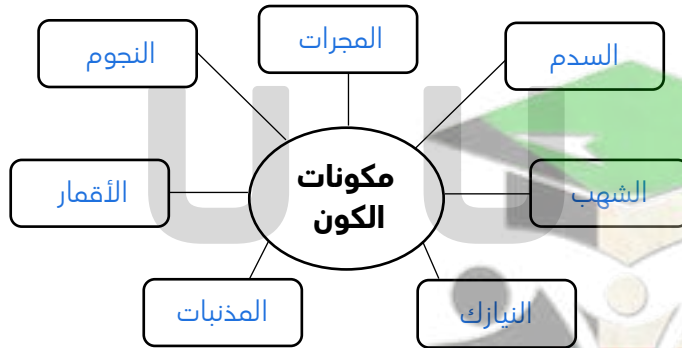 المجرات
السدم
النجوم
مكونات
الكون
الشهب
الأقمار
النيازك
المذنبات